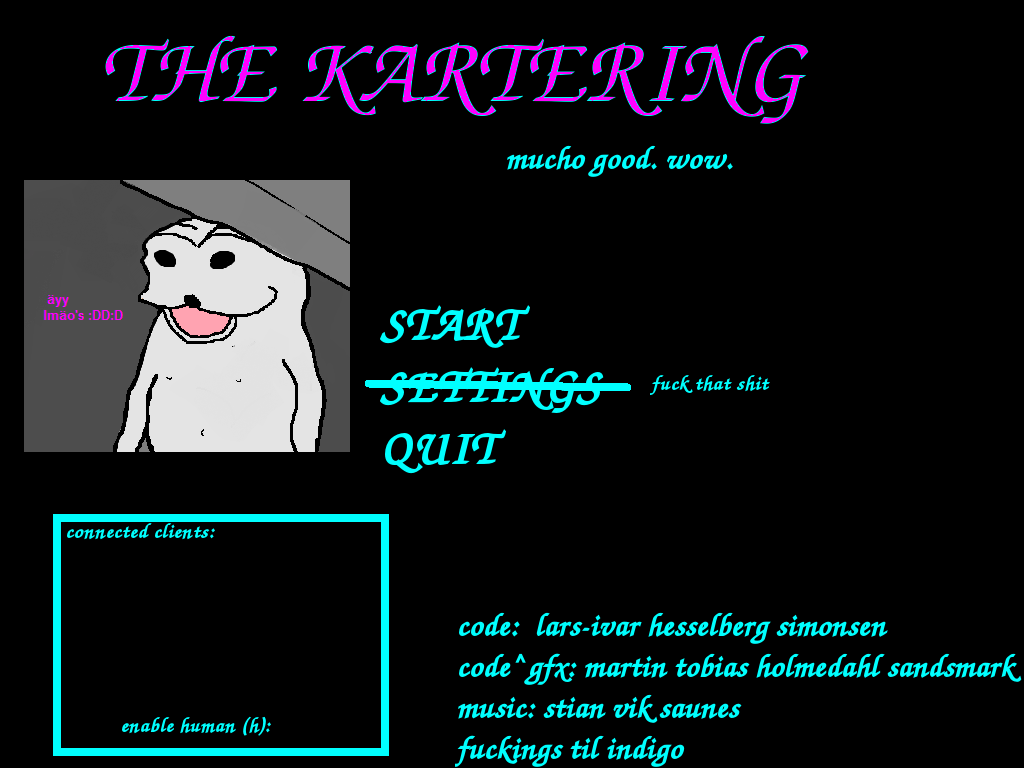 THE KARTERING
mucho good. wow.
ayy
lmao's :DD:D
START
SETTINGS
fuck that shit
QUIT
connected clients:
enable human (h):
code: lars-ivar hesselberg simonsen
code^gfx: martin tobias holmedahl sandsmark
music: stian vik saunes
fuckings til indigo